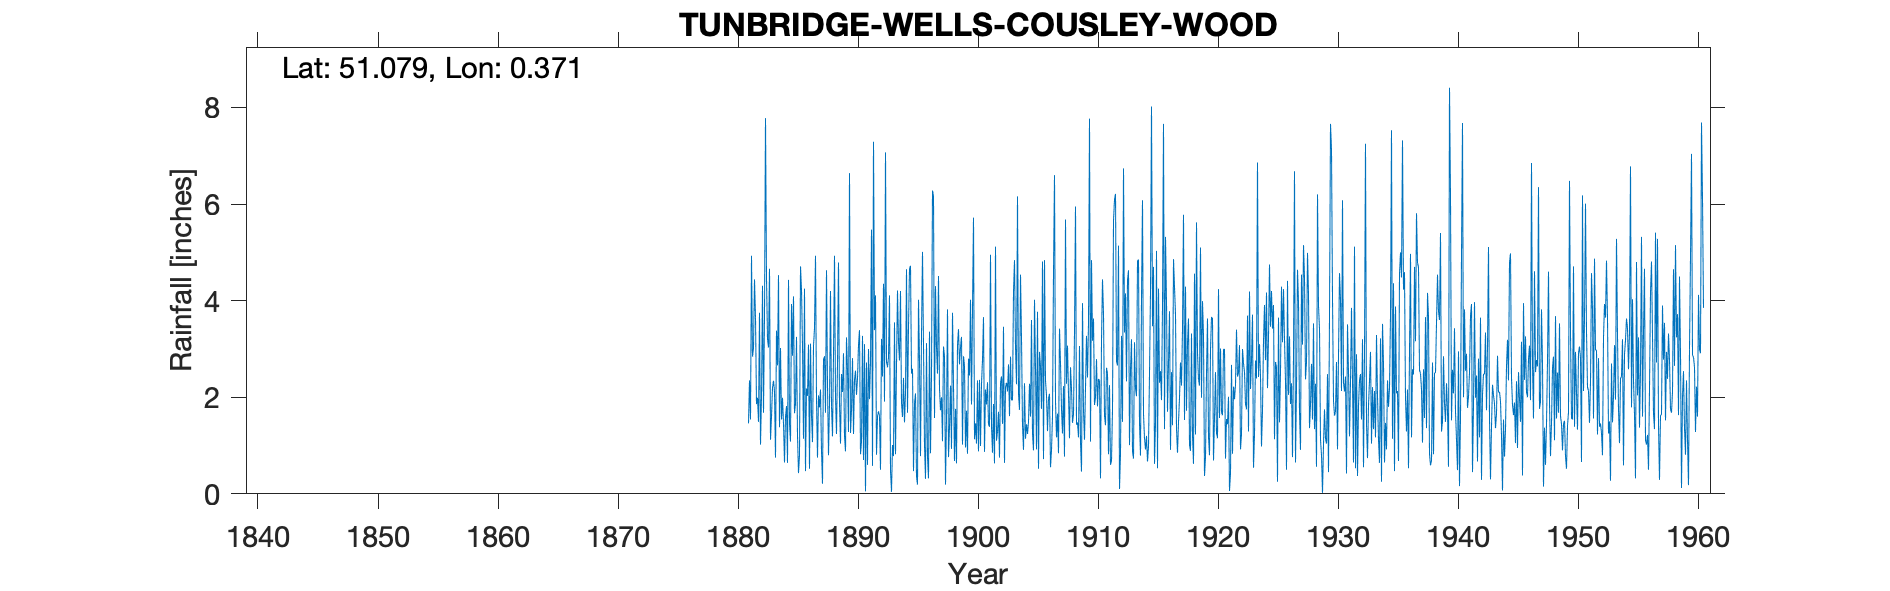 TUNBRIDGE-WELLS-COUSLEY-WOOD
Lat: 51.079, Lon: 0.371
Rainfall [inches]
8
6
4
2
0
1840 1850 1860 1870 1880 1890 1900 1910 1920 1930 1940 1950 1960
Year